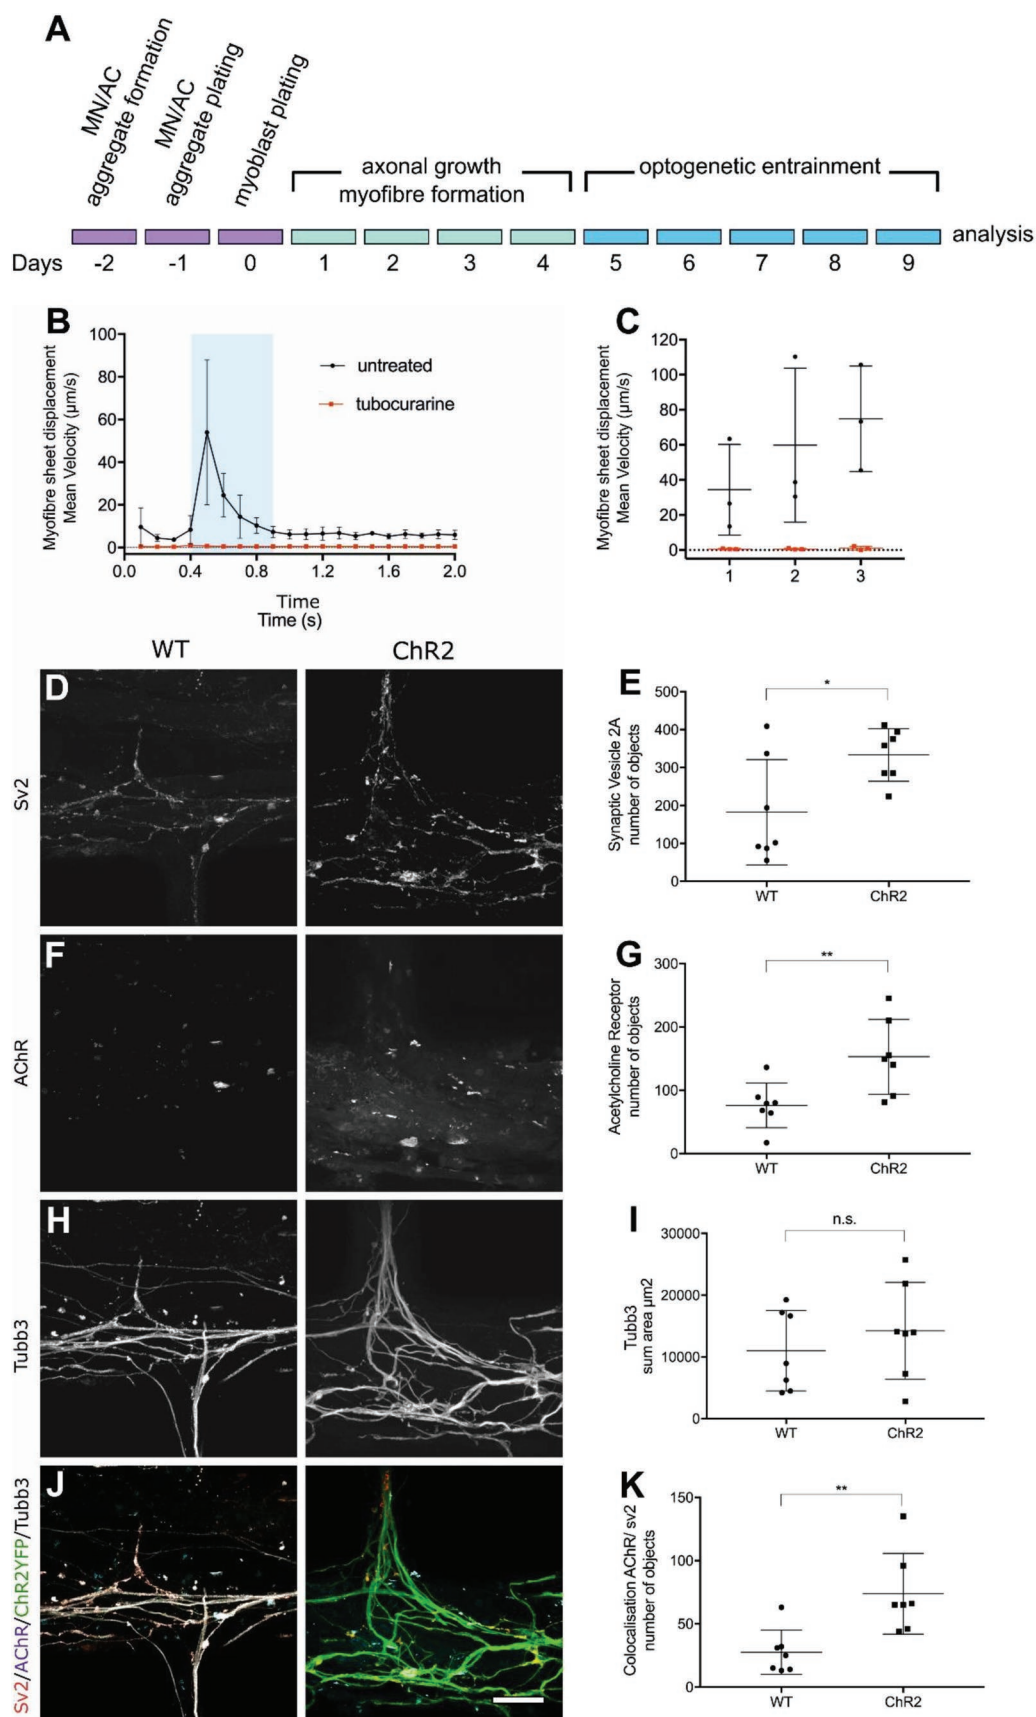 A
MN/AC
aggregate formation
MN/AC
aggregate plating
myoblast plating
axonal growth
myofibre formation
optogenetic entrainment
analysis
Days -2 -1 0 1 2 3 4 5 6 7 8 9
B
Myofibre sheet displacement
Mean Velocity (µm/s)
100
80
60
40
20
0
0.0 0.4 0.8 1.2 1.6 2.0
Time
Time (s)
untreated
tubocurarine
C
Myofibre sheet displacement
Mean Velocity (µm/s)
120
100
80
60
40
20
0
1 2 3
WT ChR2
D
Sv2
E
Synaptic Vesicle 2A
number of objects
500
400
300
200
100
0
*
WT ChR2
F
AChR
G
Acetylcholine Receptor
number of objects
300
200
100
0
**
WT ChR2
H
Tubb3
I
Tubb3
sum area µm2
30000
20000
10000
0
n.s.
WT ChR2
J
Sv2/AChR/ChR2YFP/Tubb3
K
Colocalisation AChR/ sv2
number of objects
150
100
50
0
**
WT ChR2